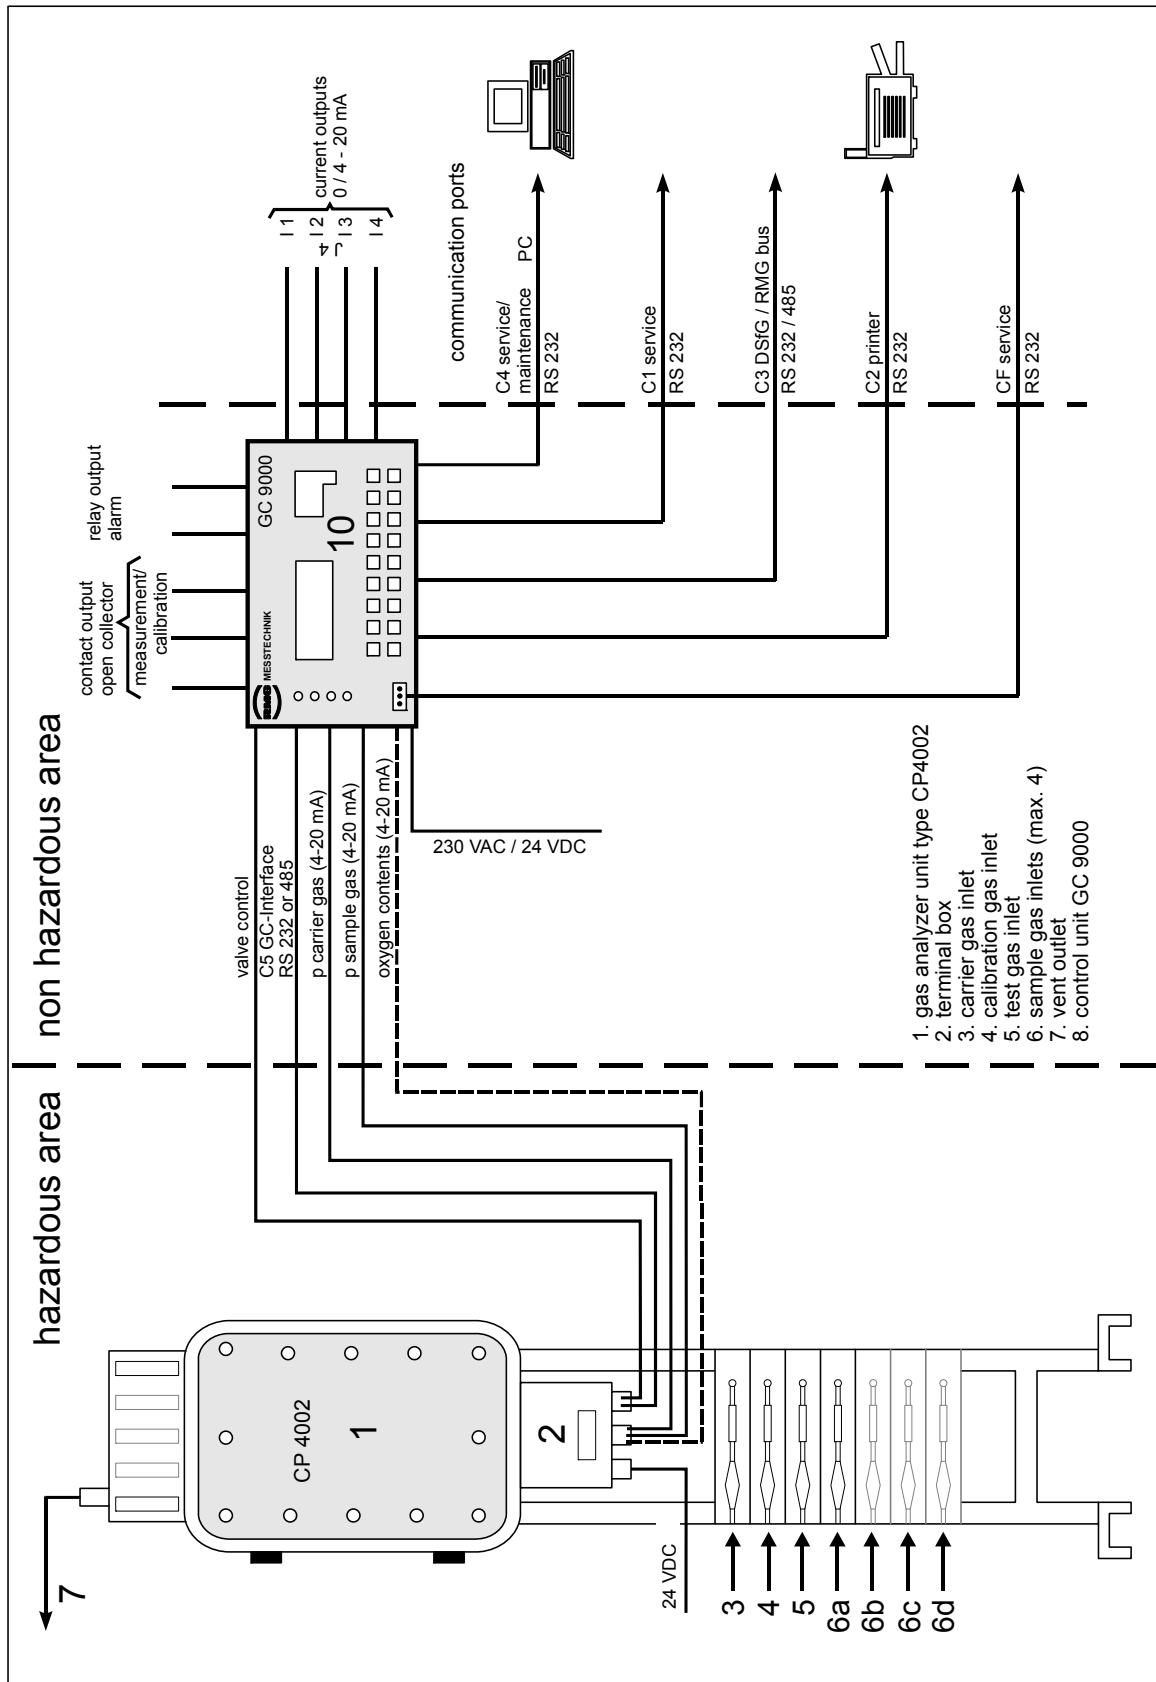 hazardous area
non hazardous area
7
CP 4002
1
2
24 VDC
3
4
5
6a
6b
6c
6d
valve control
C5 GC-Interface
RS 232 or 485
p carrier gas (4-20 mA)
p sample gas (4-20 mA)
oxygen contents (4-20 mA)
230 VAC / 24 VDC
contact output
open collector
measurement/
calibration
relay output
alarm
RMG MESSTECHNIK
GC 9000
10
I 1
I 2
I 3
I 4
4
current outputs
0 / 4 - 20 mA
communication ports
C4 service/
maintenance PC
RS 232
C1 service
RS 232
C3 DSfG / RMG bus
RS 232 / 485
C2 printer
RS 232
CF service
RS 232
1. gas analyzer unit type CP4002
2. terminal box
3. carrier gas inlet
4. calibration gas inlet
5. test gas inlet
6. sample gas inlets (max. 4)
7. vent outlet
8. control unit GC 9000